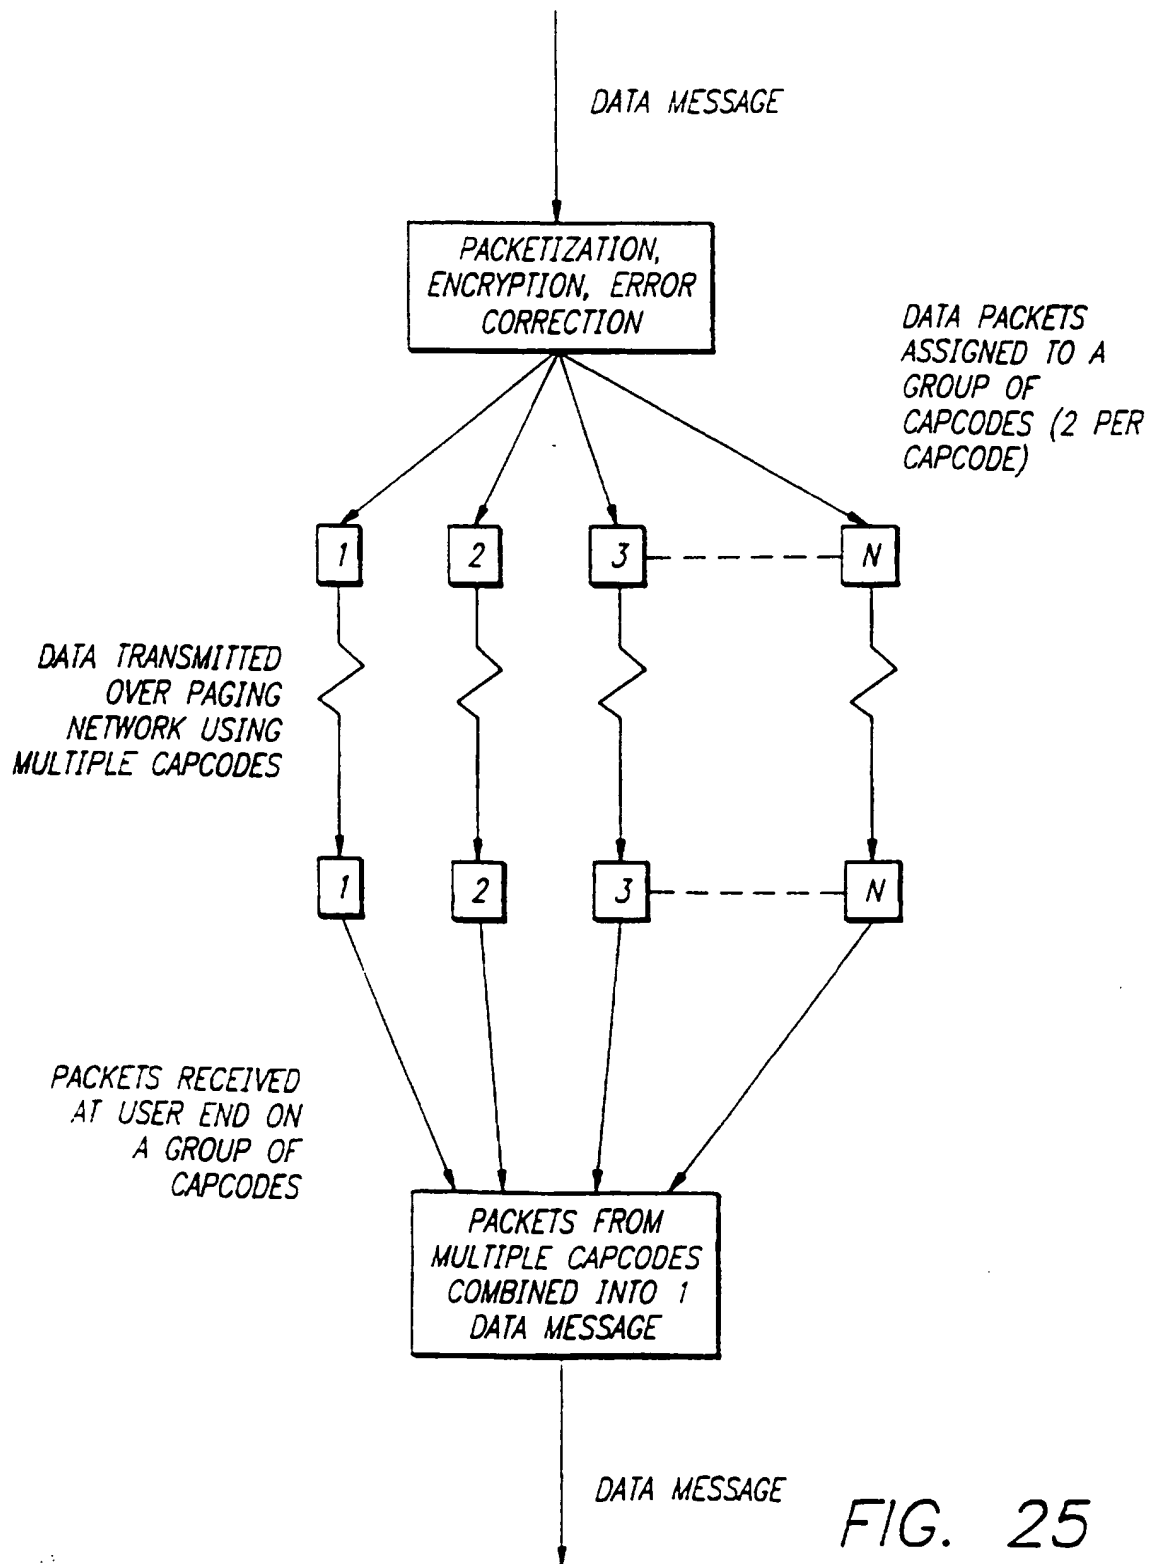 DATA MESSAGE
PACKETIZATION,
ENCRYPTION, ERROR
CORRECTION
DATA PACKETS
ASSIGNED TO A
GROUP OF
CAPCODES (2 PER
CAPCODE)
1
2
3
N
DATA TRANSMITTED
OVER PAGING
NETWORK USING
MULTIPLE CAPCODES
1
2
3
N
PACKETS RECEIVED
AT USER END ON
A GROUP OF
CAPCODES
PACKETS FROM
MULTIPLE CAPCODES
COMBINED INTO 1
DATA MESSAGE
DATA MESSAGE
FIG. 25